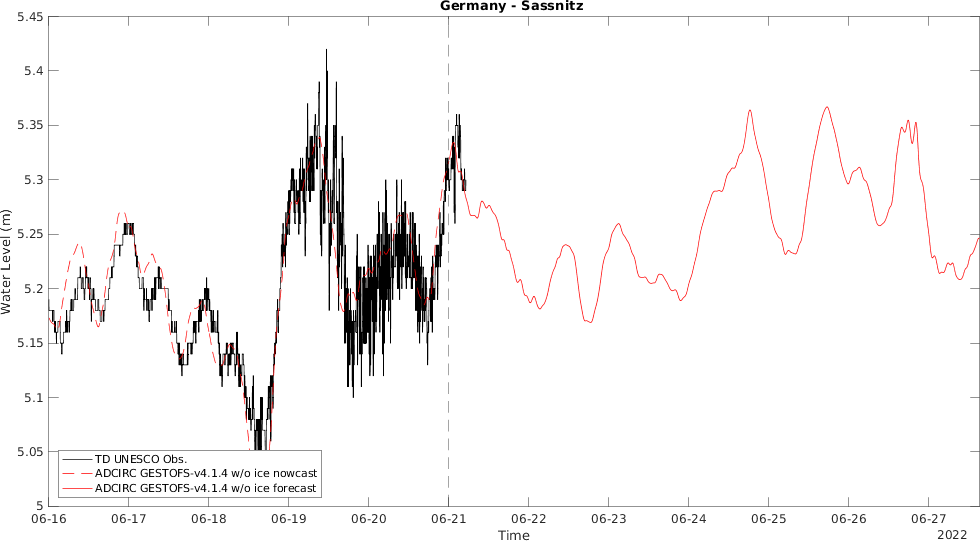 Germany - Sassnitz
5.45
5.4
5.35
5.3
5.25
5.2
5.15
5.1
5.05
5
Water Level (m)
TD UNESCO Obs.
ADCIRC GESTOFS-v4.1.4 w/o ice nowcast
ADCIRC GESTOFS-v4.1.4 w/o ice forecast
06-16 06-17 06-18 06-19 06-20 06-21 06-22 06-23 06-24 06-25 06-26 06-27
Time
2022